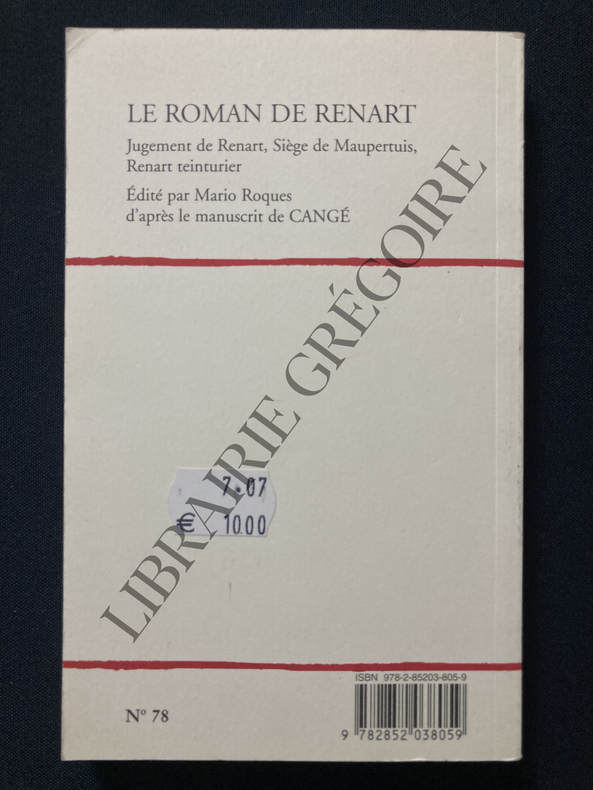 LE ROMAN DE RENART
Jugement de Renart, Siège de Maupertuis,
Renart teinturier
Édité par Mario Roques
d'après le manuscrit de CANGÉ
LIBRAIRIE GRÉGOIRE
7.07
€ 1000
ISBN 978-2-85203-805-9
9 782852 038059
N° 78